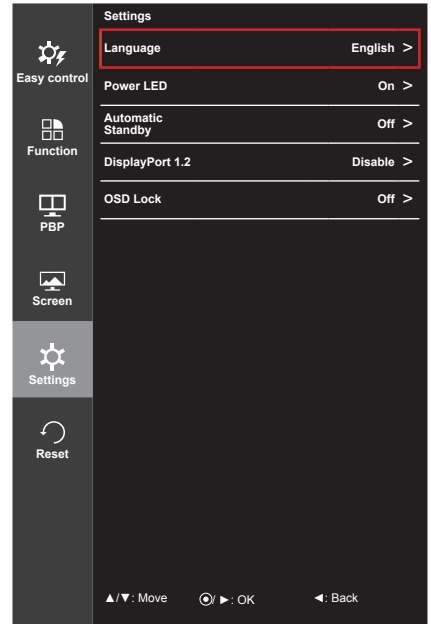 Settings
Easy control
Function
PBP
Screen
Settings
Reset
Language English >
Power LED On >
Automatic
Standby Off >
DisplayPort 1.2 Disable >
OSD Lock Off >
▲/▼: Move ⦿/ ►: OK ◄: Back